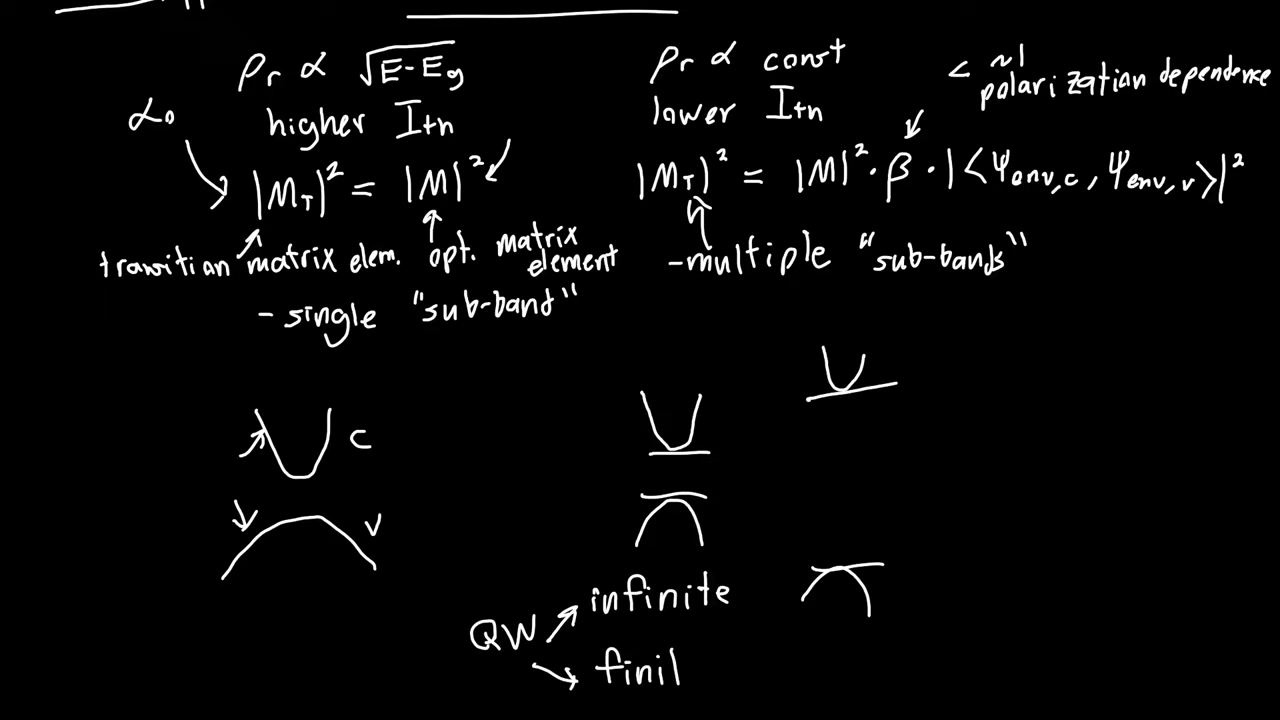 ρr ∝ √E-Eg
α0 higher Itn
|MT|² = |M|²
transition matrix elem. opt. matrix element
- single "sub-band"
C
V
ρr ∝ const
lower Itn
< ~1
polarization dependence
|MT|² = |M|² · β · |<Ψenv,c, Ψenv,v>|²
- multiple "sub-bands"
QW infinite
finil